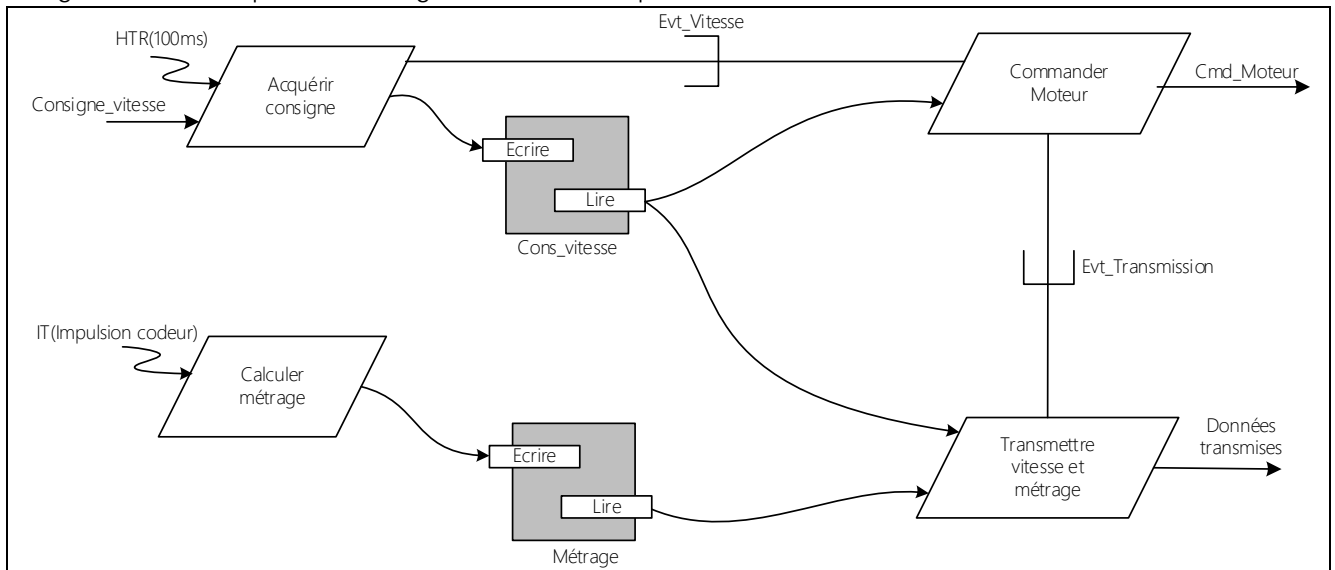 Evt_Vitesse
HTR(100ms)
Acquérir
consigne
Commander
Moteur
Cmd_Moteur
Consigne_vitesse
Ecrire
Lire
Cons_vitesse
Evt_Transmission
IT(Impulsion codeur)
Calculer
métrage
Ecrire
Lire
Métrage
Transmettre
vitesse et
métrage
Données
transmises